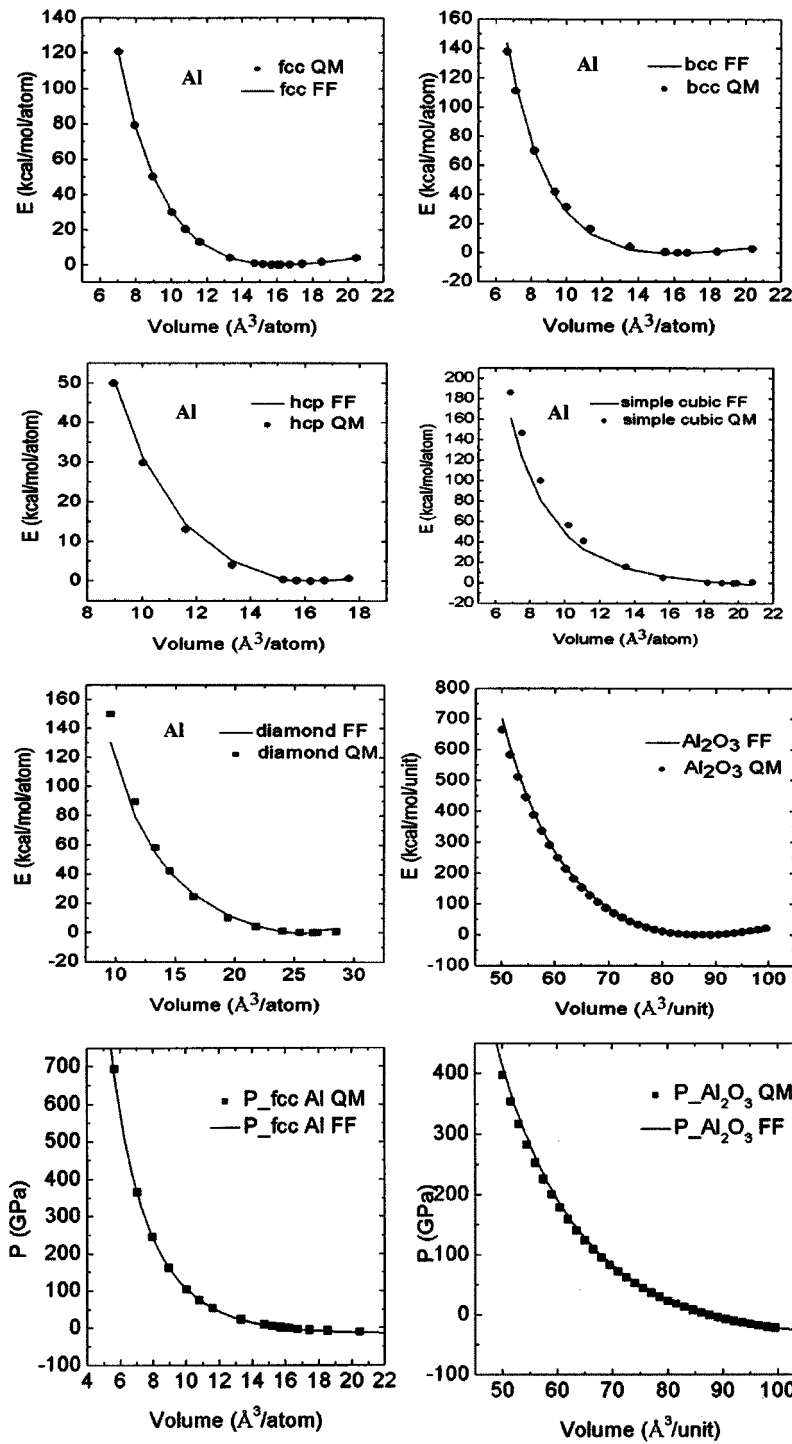 E (kcal/mol/atom)
140
120
100
80
60
40
20
0
Al
fcc QM
fcc FF
6 8 10 12 14 16 18 20 22
Volume (Å³/atom)
E (kcal/mol/atom)
160
140
120
100
80
60
40
20
0
-20
Al
bcc FF
bcc QM
6 8 10 12 14 16 18 20 22
Volume (Å³/atom)
E (kcal/mol/atom)
50
40
30
20
10
0
Al
hcp FF
hcp QM
8 10 12 14 16 18
Volume (Å³/atom)
E (kcal/mol/atom)
200
180
160
140
120
100
80
60
40
20
0
-20
Al
simple cubic FF
simple cubic QM
6 8 10 12 14 16 18 20 22
Volume (Å³/atom)
E (kcal/mol/atom)
160
140
120
100
80
60
40
20
0
-20
Al
diamond FF
diamond QM
10 15 20 25 30
Volume (Å³/atom)
E (kcal/mol/unit)
800
700
600
500
400
300
200
100
0
-100
Al₂O₃ FF
Al₂O₃ QM
50 60 70 80 90 100
Volume (Å³/unit)
P (GPa)
700
600
500
400
300
200
100
0
-100
P_fcc Al QM
P_fcc Al FF
4 6 8 10 12 14 16 18 20 22
Volume (Å³/atom)
P (GPa)
400
300
200
100
0
-100
P_Al₂O₃ QM
P_Al₂O₃ FF
50 60 70 80 90 100
Volume (Å³/unit)